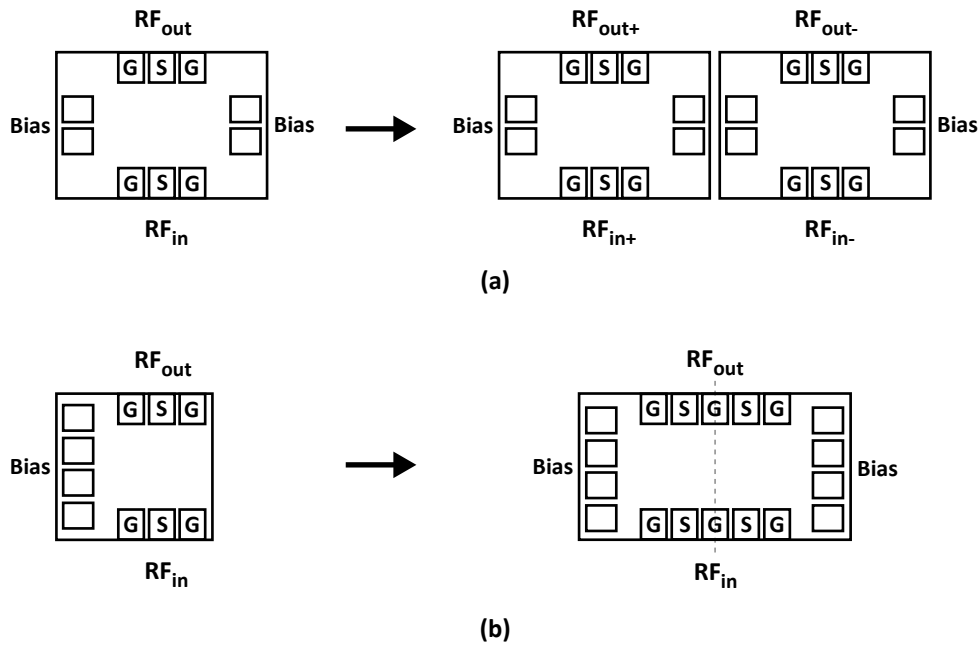 RFout RFout+ RFout-
G S G G S G G S G
Bias Bias Bias Bias
G S G G S G G S G
RFin RFin+ RFin-
(a)
RFout RFout
G S G G S G S G
Bias Bias Bias
G S G G S G S G
RFin RFin
(b)